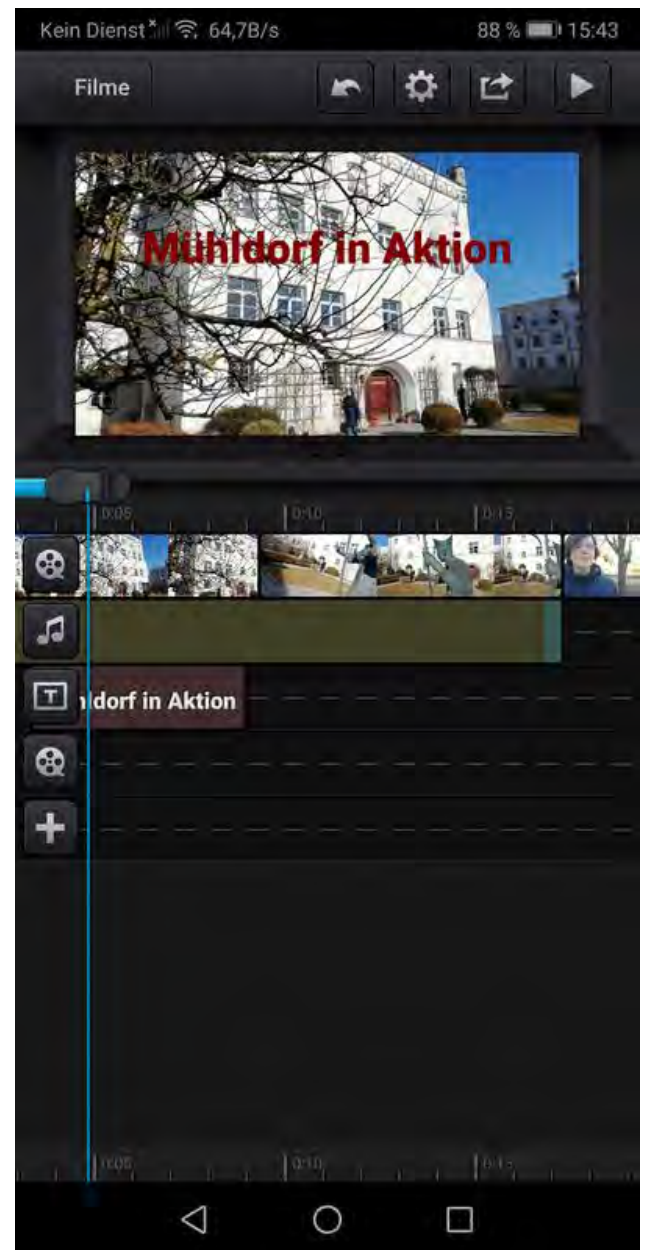 Kein Dienst 64,7B/s 88 % 15:43
Filme
Mühldorf in Aktion
0:05 0:10 0:15
T dorf in Aktion
0:05 0:10 0:15